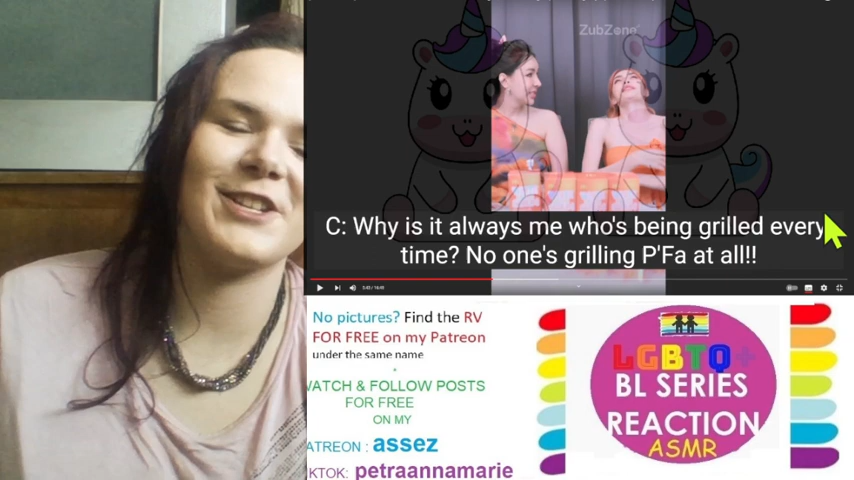 ZubZone
C: Why is it always me who's being grilled every
time? No one's grilling P'Fa at all!!
No pictures? Find the RV
FOR FREE on my Patreon
under the same name
WATCH & FOLLOW POSTS
FOR FREE
ON MY
ATREON : assez
KTOK: petraannamarie
LGBTQ+
BL SERIES
REACTION
ASMR